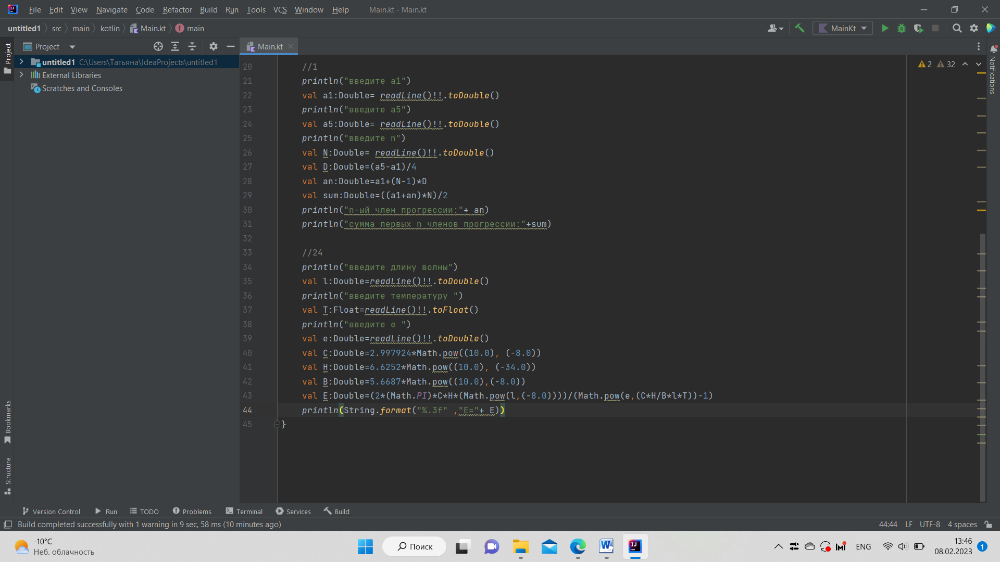 File Edit View Navigate Code Refactor Build Run Tools VCS Window Help Main.kt - Main.kt
untitled1 src main kotlin Main.kt main MainKt
Project Main.kt
Project
untitled1 C:\Users\Татьяна\IdeaProjects\untitled1
External Libraries
Scratches and Consoles
Notifications
2 32
20 //1
21 println("введите a1")
22 val a1:Double= readLine()!!.toDouble()
23 println("введите a5")
24 val a5:Double= readLine()!!.toDouble()
25 println("введите n")
26 val N:Double= readLine()!!.toDouble()
27 val D:Double=(a5-a1)/4
28 val an:Double=a1+(N-1)*D
29 val sum:Double=((a1+an)*N)/2
30 println("n-ый член прогрессии:"+ an)
31 println("сумма первых n членов прогрессии:"+sum)
32
33 //24
34 println("введите длину волны")
35 val l:Double=readLine()!!.toDouble()
36 println("введите температуру ")
37 val T:Float=readLine()!!.toFloat()
38 println("введите e ")
39 val e:Double=readLine()!!.toDouble()
40 val C:Double=2.997924*Math.pow((10.0), (-8.0))
41 val H:Double=6.6252*Math.pow((10.0), (-34.0))
42 val B:Double=5.6687*Math.pow((10.0),(-8.0))
43 val E:Double=(2*(Math.PI)*C*H*(Math.pow(l,(-8.0))))/(Math.pow(e,(C*H/B*l*T))-1)
44 println(String.format("%.3f" ,"E="+ E))
45 }
Bookmarks
Structure
Version Control Run TODO Problems Terminal Services Build
Build completed successfully with 1 warning in 9 sec, 58 ms (10 minutes ago) 44:44 LF UTF-8 4 spaces
-10°C
Неб. облачность
Поиск
ENG
13:46
08.02.2023
1